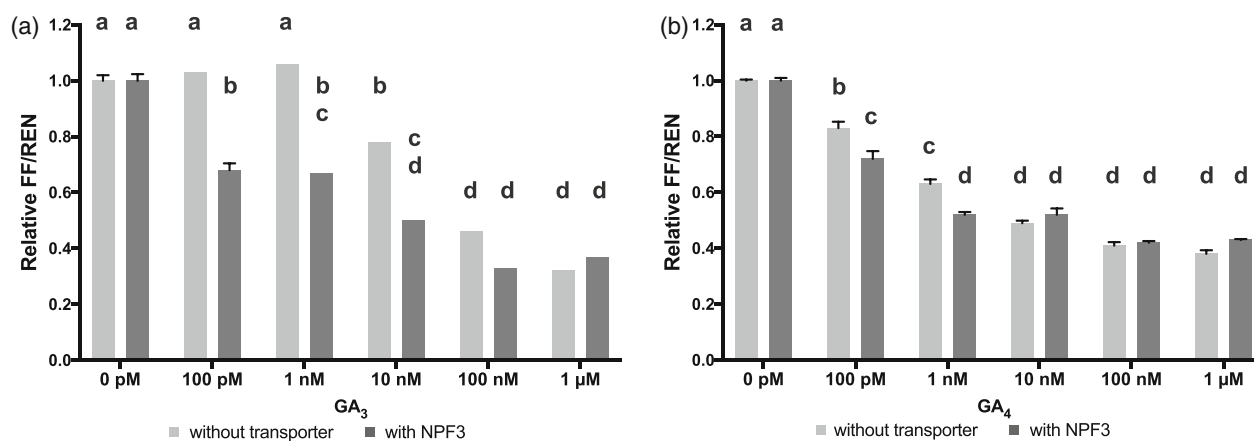 (a)
Relative FF/REN
1.2
1.0
0.8
0.6
0.4
0.2
0.0
a a a a
b b b
c c
d d d d d
0 pM 100 pM 1 nM 10 nM 100 nM 1 µM
GA3
without transporter with NPF3
(b)
Relative FF/REN
1.2
1.0
0.8
0.6
0.4
0.2
0.0
a a
b
c
c
d d d d d d d
0 pM 100 pM 1 nM 10 nM 100 nM 1 µM
GA4
without transporter with NPF3